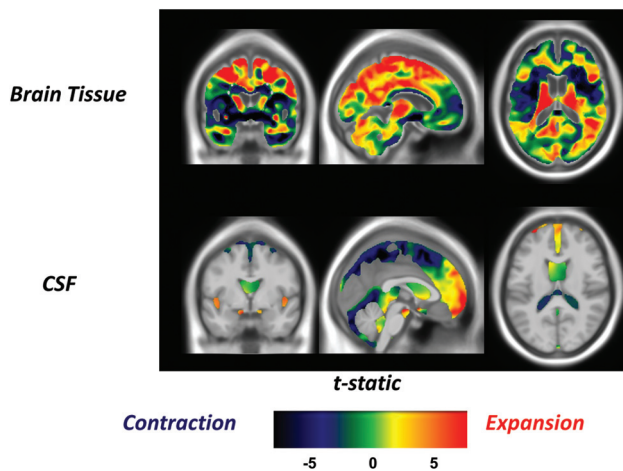 Brain Tissue
CSF
t-static
Contraction
Expansion
-5 0 5